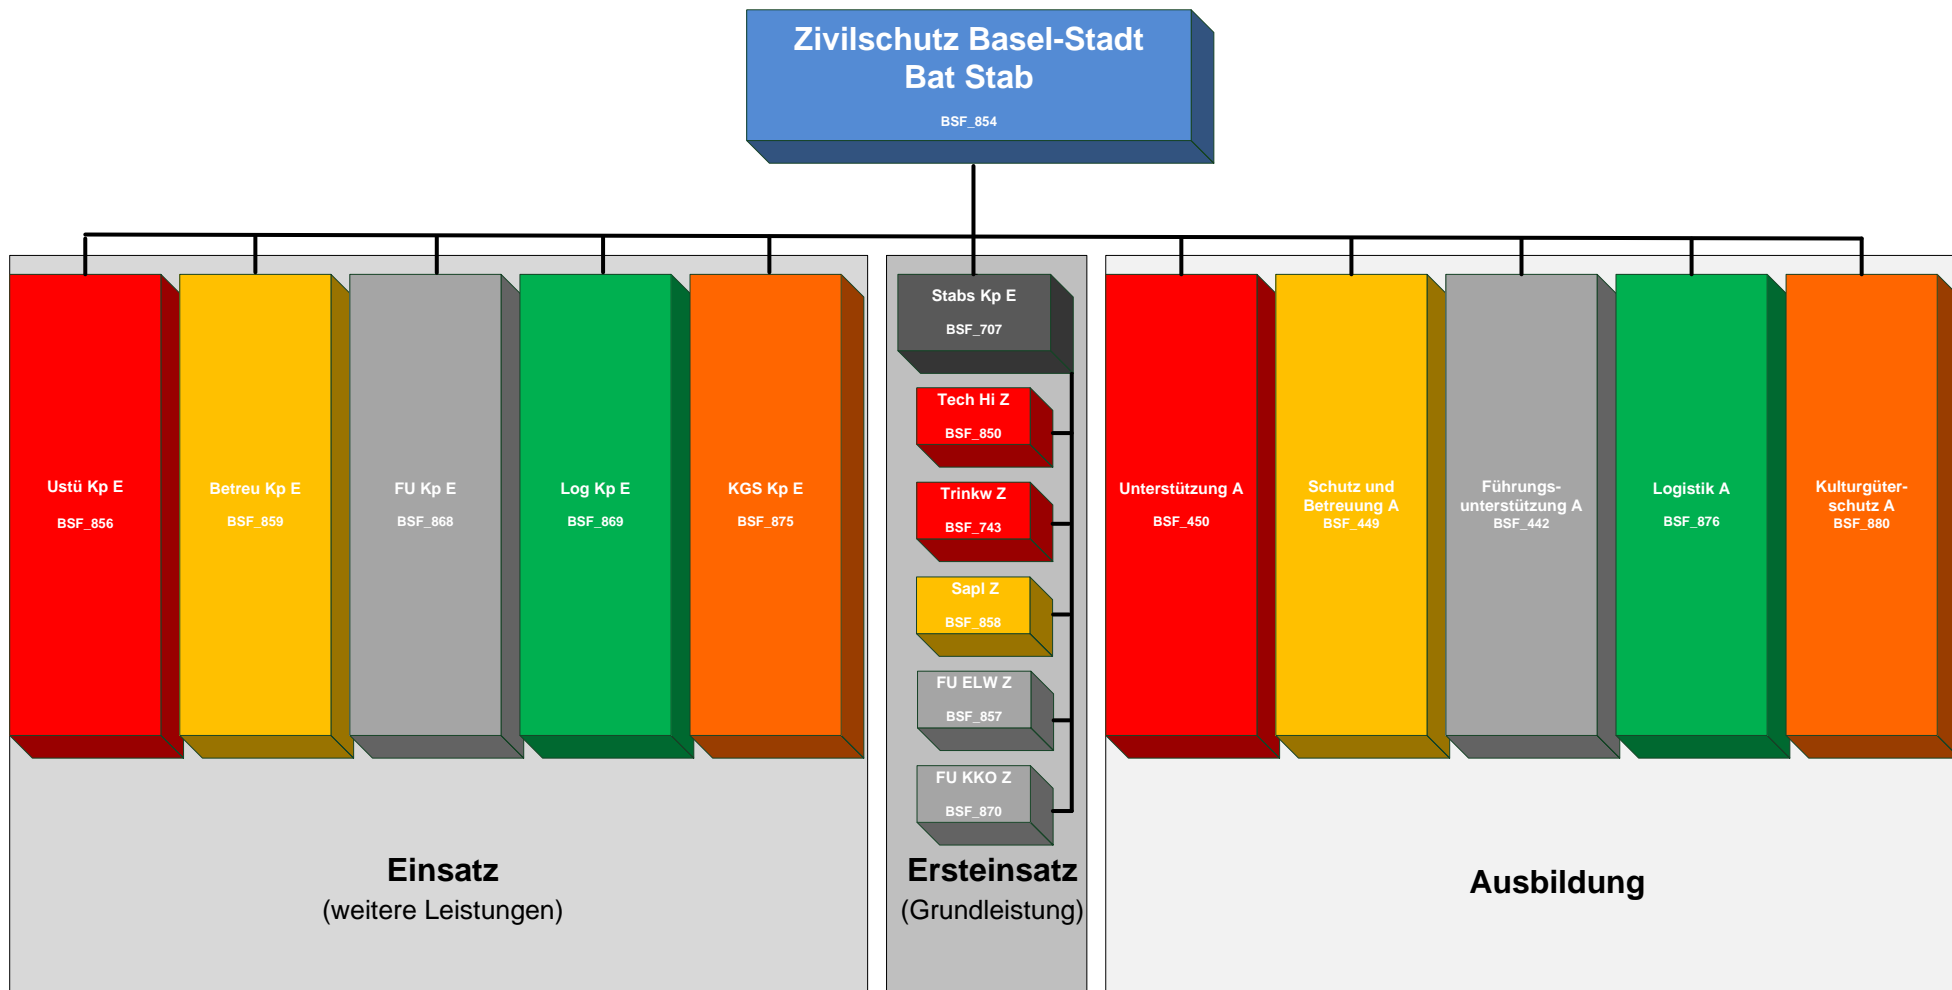 Zivilschutz Basel-Stadt
Bat Stab
BSF_854
Ustü Kp E
BSF_856
Betreu Kp E
BSF_859
FU Kp E
BSF_868
Log Kp E
BSF_869
KGS Kp E
BSF_875
Einsatz
(weitere Leistungen)
Stabs Kp E
BSF_707
Tech Hi Z
BSF_850
Trinkw Z
BSF_743
Sapl Z
BSF_858
FU ELW Z
BSF_857
FU KKO Z
BSF_870
Ersteinsatz
(Grundleistung)
Unterstützung A
BSF_450
Schutz und
Betreuung A
BSF_449
Führungs-
unterstützung A
BSF_442
Logistik A
BSF_876
Kulturgüter-
schutz A
BSF_880
Ausbildung